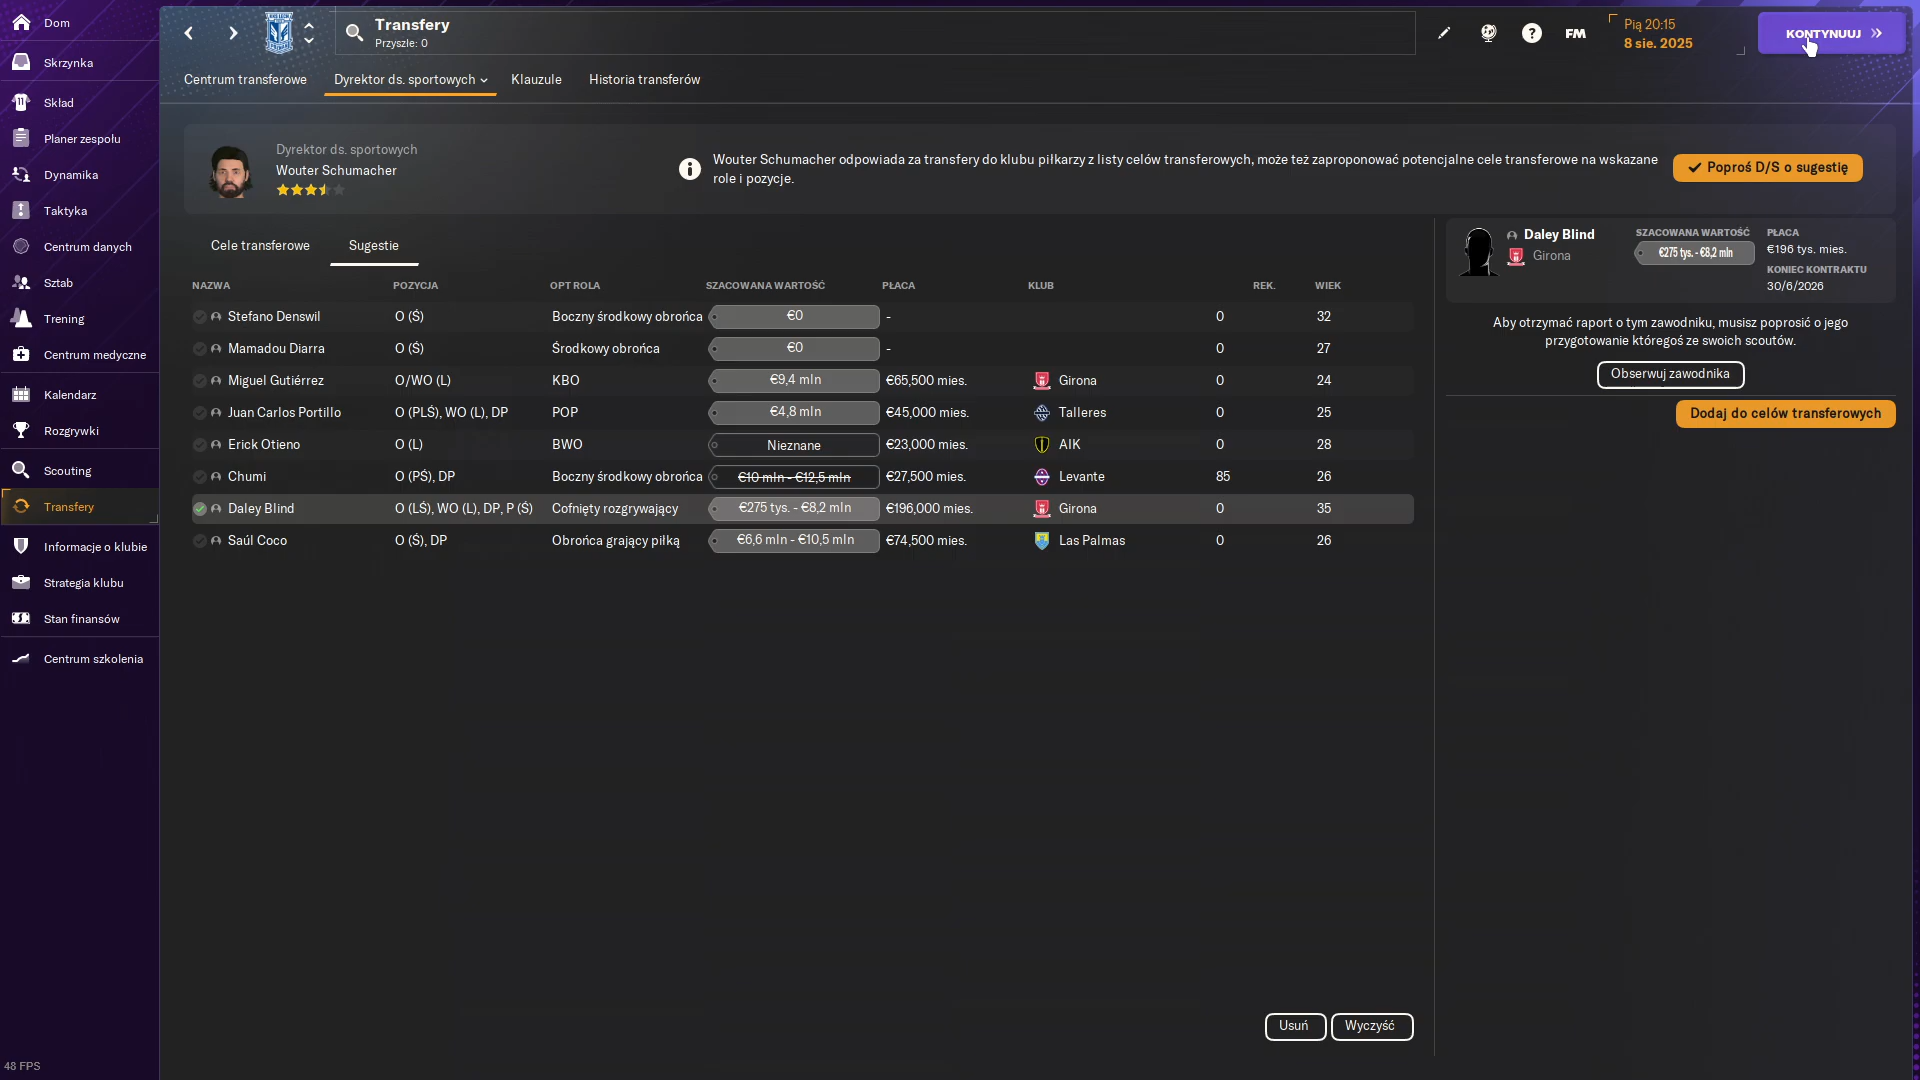 Dom
Skrzynka
Skład
Planer zespołu
Dynamika
Taktyka
Centrum danych
Sztab
Trening
Centrum medyczne
Kalendarz
Rozgrywki
Scouting
Transfery
Informacje o klubie
Strategia klubu
Stan finansów
Centrum szkolenia
48 FPS
Transfery
Przyszłe: 0
FM
Pią 20:15
8 sie. 2025
KONTYNUUJ
Centrum transferowe Dyrektor ds. sportowych Klauzule Historia transferów
Dyrektor ds. sportowych
Wouter Schumacher
Wouter Schumacher odpowiada za transfery do klubu piłkarzy z listy celów transferowych, może też zaproponować potencjalne cele transferowe na wskazane
role i pozycje.
Poproś D/S o sugestię
Cele transferowe Sugestie
NAZWA POZYCJA OPT ROLA SZACOWANA WARTOŚĆ PŁACA KLUB REK. WIEK
Stefano Denswil O (Ś) Boczny środkowy obrońca €0 - 0 32
Mamadou Diarra O (Ś) Środkowy obrońca €0 - 0 27
Miguel Gutiérrez O/WO (L) KBO €9,4 mln €65,500 mies. Girona 0 24
Juan Carlos Portillo O (PLŚ), WO (L), DP POP €4,8 mln €45,000 mies. Talleres 0 25
Erick Otieno O (L) BWO Nieznane €23,000 mies. AIK 0 28
Chumi O (PŚ), DP Boczny środkowy obrońca €10 mln - €12,5 mln €27,500 mies. Levante 85 26
Daley Blind O (LŚ), WO (L), DP, P (Ś) Cofnięty rozgrywający €275 tys. - €8,2 mln €196,000 mies. Girona 0 35
Saúl Coco O (Ś), DP Obrońca grający piłką €6,6 mln - €10,5 mln €74,500 mies. Las Palmas 0 26
Usuń Wyczyść
Daley Blind
Girona
SZACOWANA WARTOŚĆ
€275 tys. - €8,2 mln
PŁACA
€196 tys. mies.
KONIEC KONTRAKTU
30/6/2026
Aby otrzymać raport o tym zawodniku, musisz poprosić o jego
przygotowanie któregoś ze swoich scoutów.
Obserwuj zawodnika
Dodaj do celów transferowych